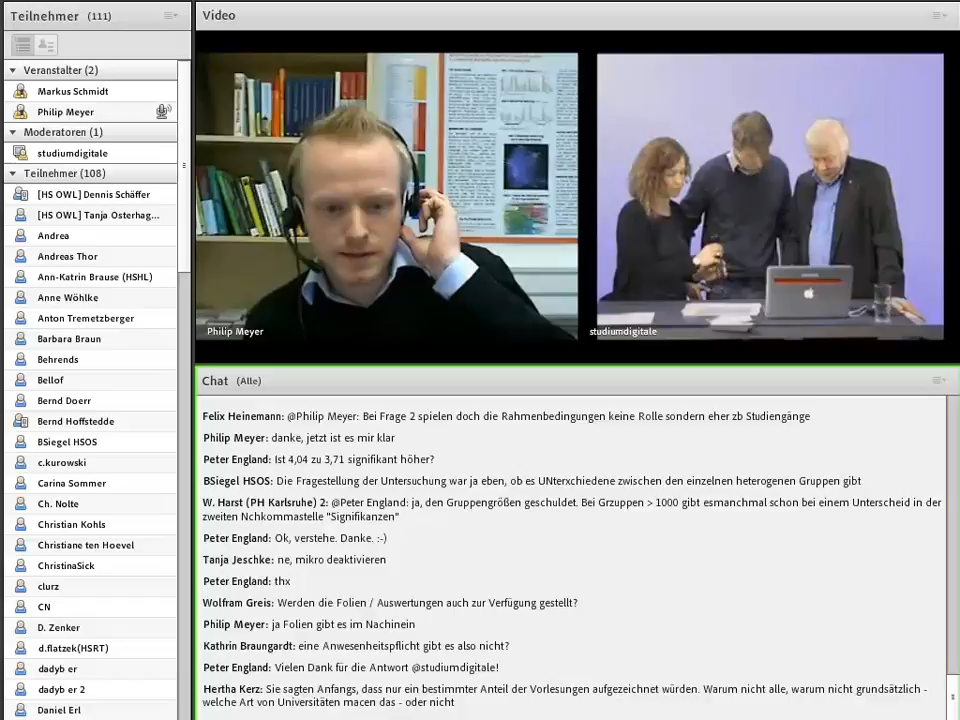 Teilnehmer (111)
Veranstalter (2)
Markus Schmidt
Philip Meyer
Moderatoren (1)
studiumdigitale
Teilnehmer (108)
[HS OWL] Dennis Schäffer
[HS OWL] Tanja Osterhag...
Andrea
Andreas Thor
Ann-Katrin Brause (HSHL)
Anne Wöhlke
Anton Tremetzberger
Barbara Braun
Behrends
Bellof
Bernd Doerr
Bernd Hoffstedde
BSiegel HSOS
c.kurowski
Carina Sommer
Ch. Nolte
Christian Kohls
Christiane ten Hoevel
ChristinaSick
clurz
CN
D. Zenker
d.flatzek(HSRT)
dadyb er
dadyb er 2
Daniel Erl
Video
Philip Meyer
studiumdigitale
Chat (Alle)
Felix Heinemann: @Philip Meyer: Bei Frage 2 spielen doch die Rahmenbedingungen keine Rolle sondern eher zb Studiengänge
Philip Meyer: danke, jetzt ist es mir klar
Peter England: Ist 4,04 zu 3,71 signifikant höher?
BSiegel HSOS: Die Fragestellung der Untersuchung war ja eben, ob es UNterxchiedene zwischen den einzelnen heterogenen Gruppen gibt
W. Harst (PH Karlsruhe) 2: @Peter England: ja, den Gruppengrößen geschuldet. Bei Grzuppen > 1000 gibt esmanchmal schon bei einem Unterscheid in der
zweiten Nchkommastelle "Signifikanzen"
Peter England: Ok, verstehe. Danke. :-)
Tanja Jeschke: ne, mikro deaktivieren
Peter England: thx
Wolfram Greis: Werden die Folien / Auswertungen auch zur Verfügung gestellt?
Philip Meyer: ja Folien gibt es im Nachinein
Kathrin Braungardt: eine Anwesenheitspflicht gibt es also nicht?
Peter England: Vielen Dank für die Antwort @studiumdigitale!
Hertha Kerz: Sie sagten Anfangs, dass nur ein bestimmter Anteil der Vorlesungen aufgezeichnet würden. Warum nicht alle, warum nicht grundsätzlich -
welche Art von Universitäten macen das - oder nicht